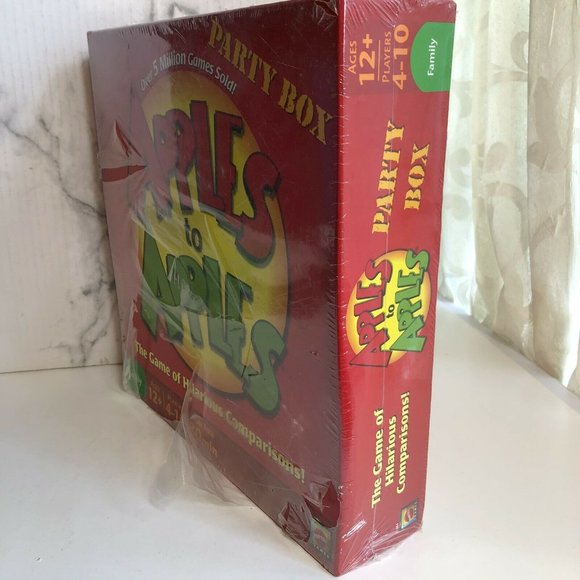 PARTY BOX
Over 5 Million Games Sold!
APPLES
to
APPLES
The Game of Hilarious Comparisons!
12+
AGES
12+
PLAYERS
4-10
Family
PARTY
BOX
APPLES
to
APPLES
The Game of
Hilarious
Comparisons!